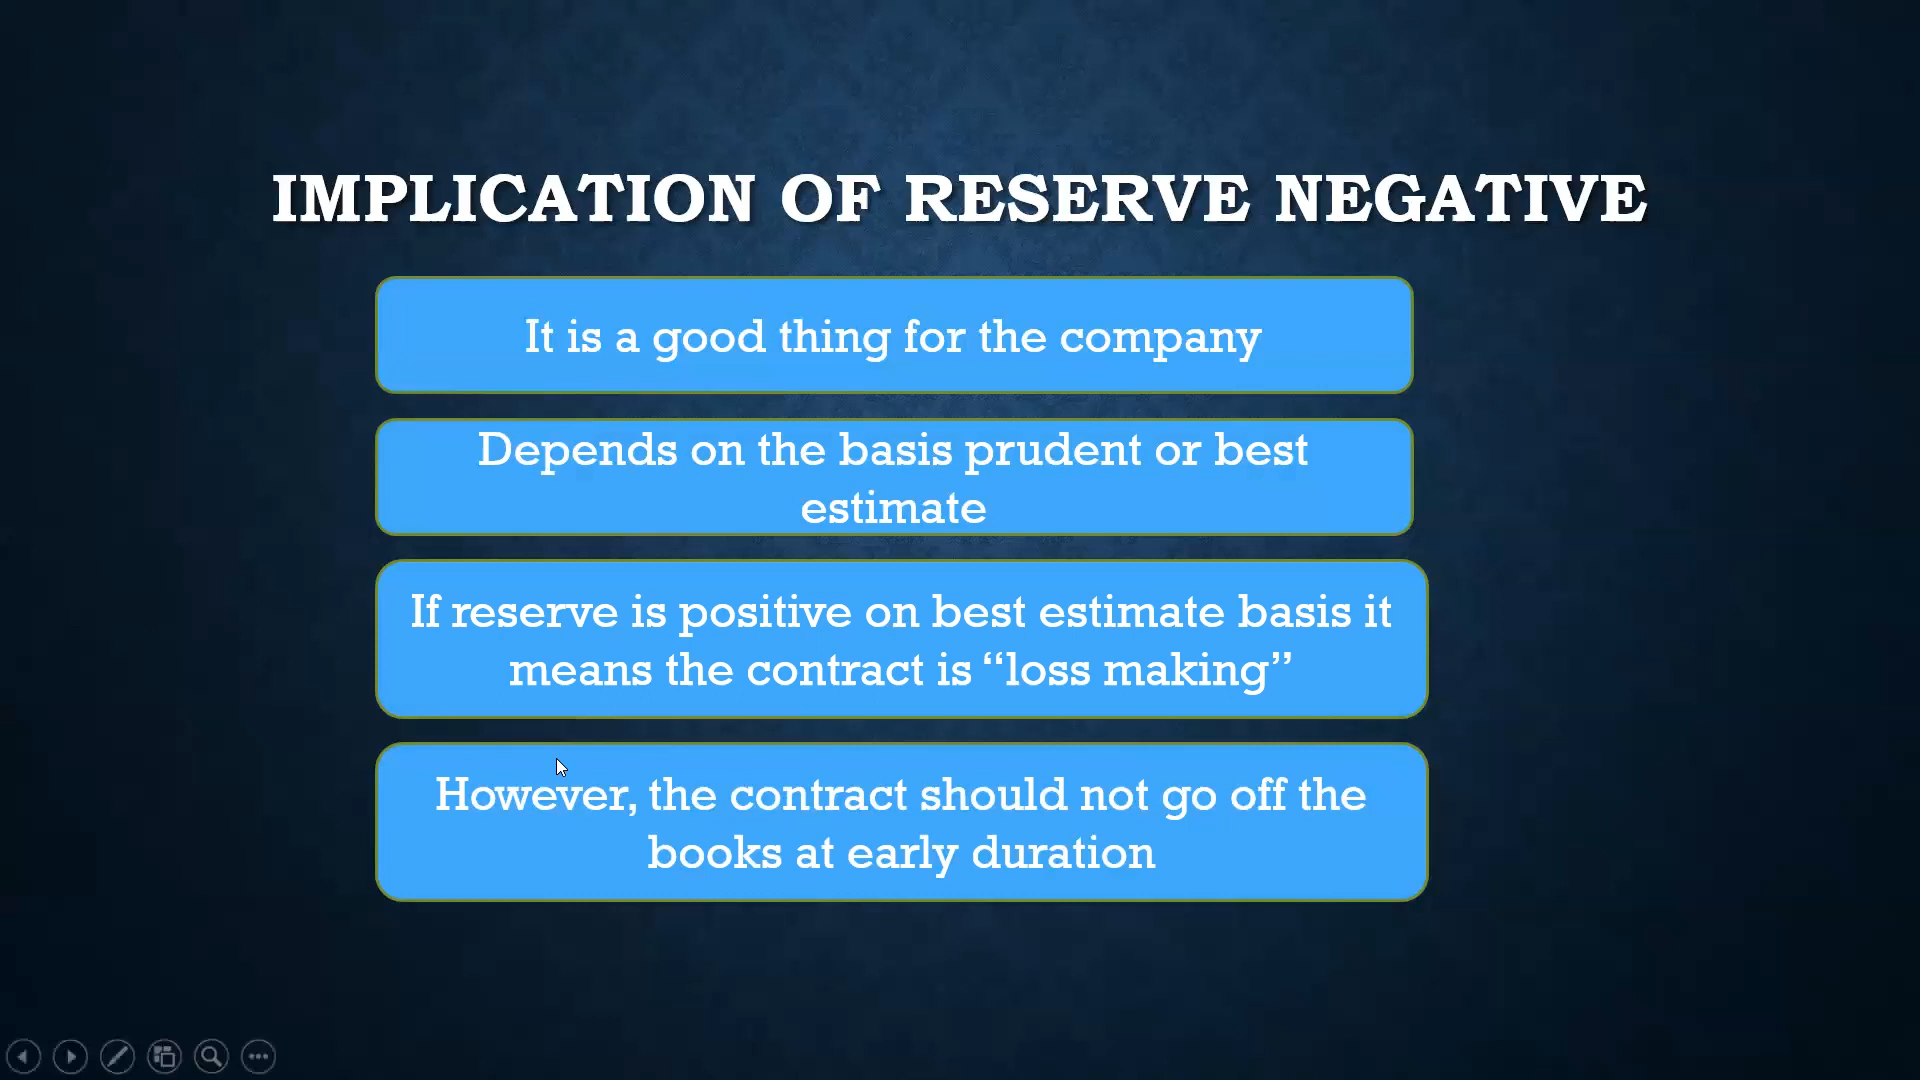 IMPLICATION OF RESERVE NEGATIVE
It is a good thing for the company
Depends on the basis prudent or best
estimate
If reserve is positive on best estimate basis it
means the contract is “loss making”
However, the contract should not go off the
books at early duration